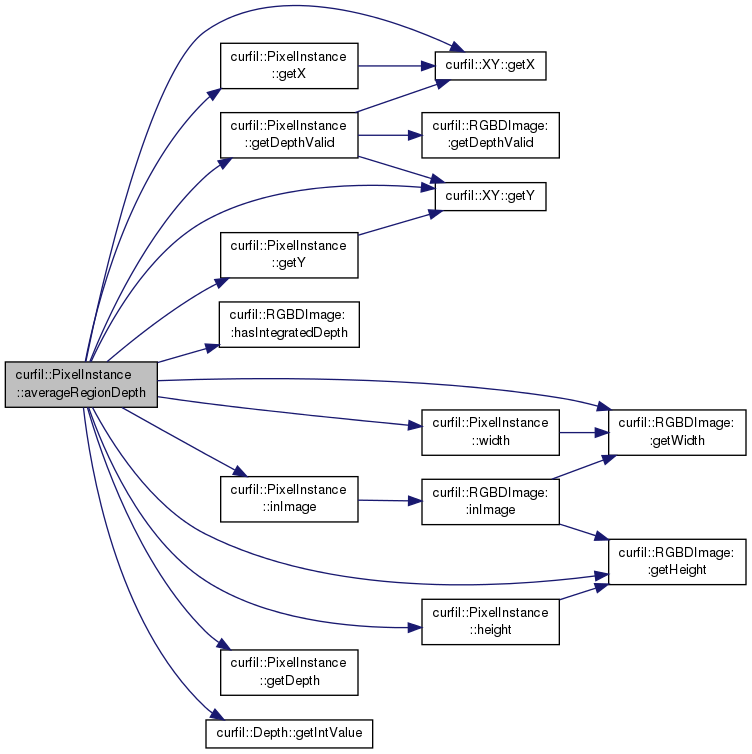 curfil::PixelInstance
::averageRegionDepth
curfil::PixelInstance
::getX
curfil::XY::getX
curfil::PixelInstance
::getDepthValid
curfil::RGBDImage:
:getDepthValid
curfil::XY::getY
curfil::PixelInstance
::getY
curfil::RGBDImage:
:hasIntegratedDepth
curfil::PixelInstance
::width
curfil::RGBDImage:
:getWidth
curfil::PixelInstance
::inImage
curfil::RGBDImage:
:inImage
curfil::RGBDImage:
:getHeight
curfil::PixelInstance
::height
curfil::PixelInstance
::getDepth
curfil::Depth::getIntValue